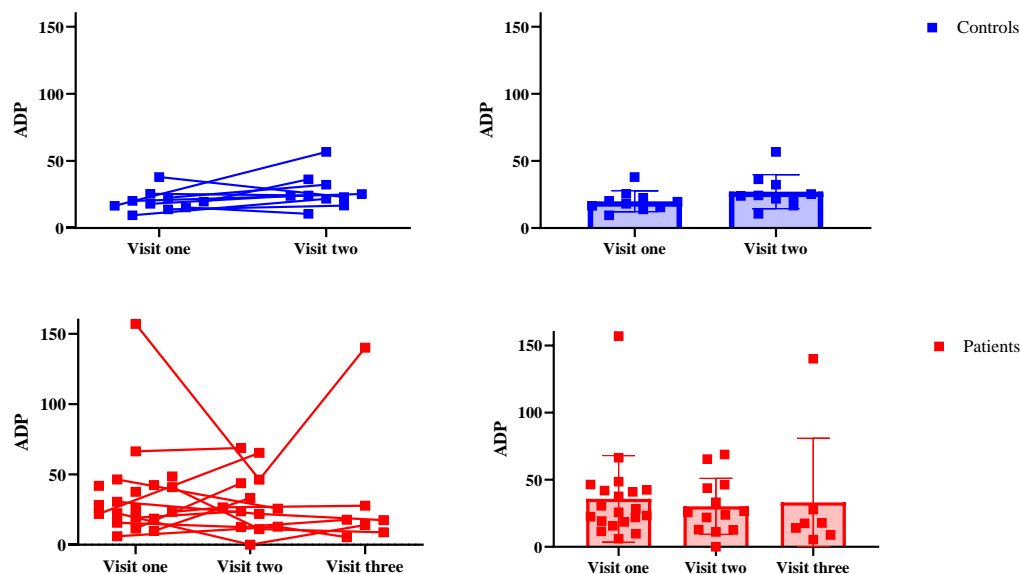 150
100
50
0
ADP
Visit one
Visit two
150
100
50
0
ADP
Visit one
Visit two
Controls
150
100
50
0
ADP
Visit one
Visit two
Visit three
150
100
50
0
ADP
Visit one
Visit two
Visit three
Patients